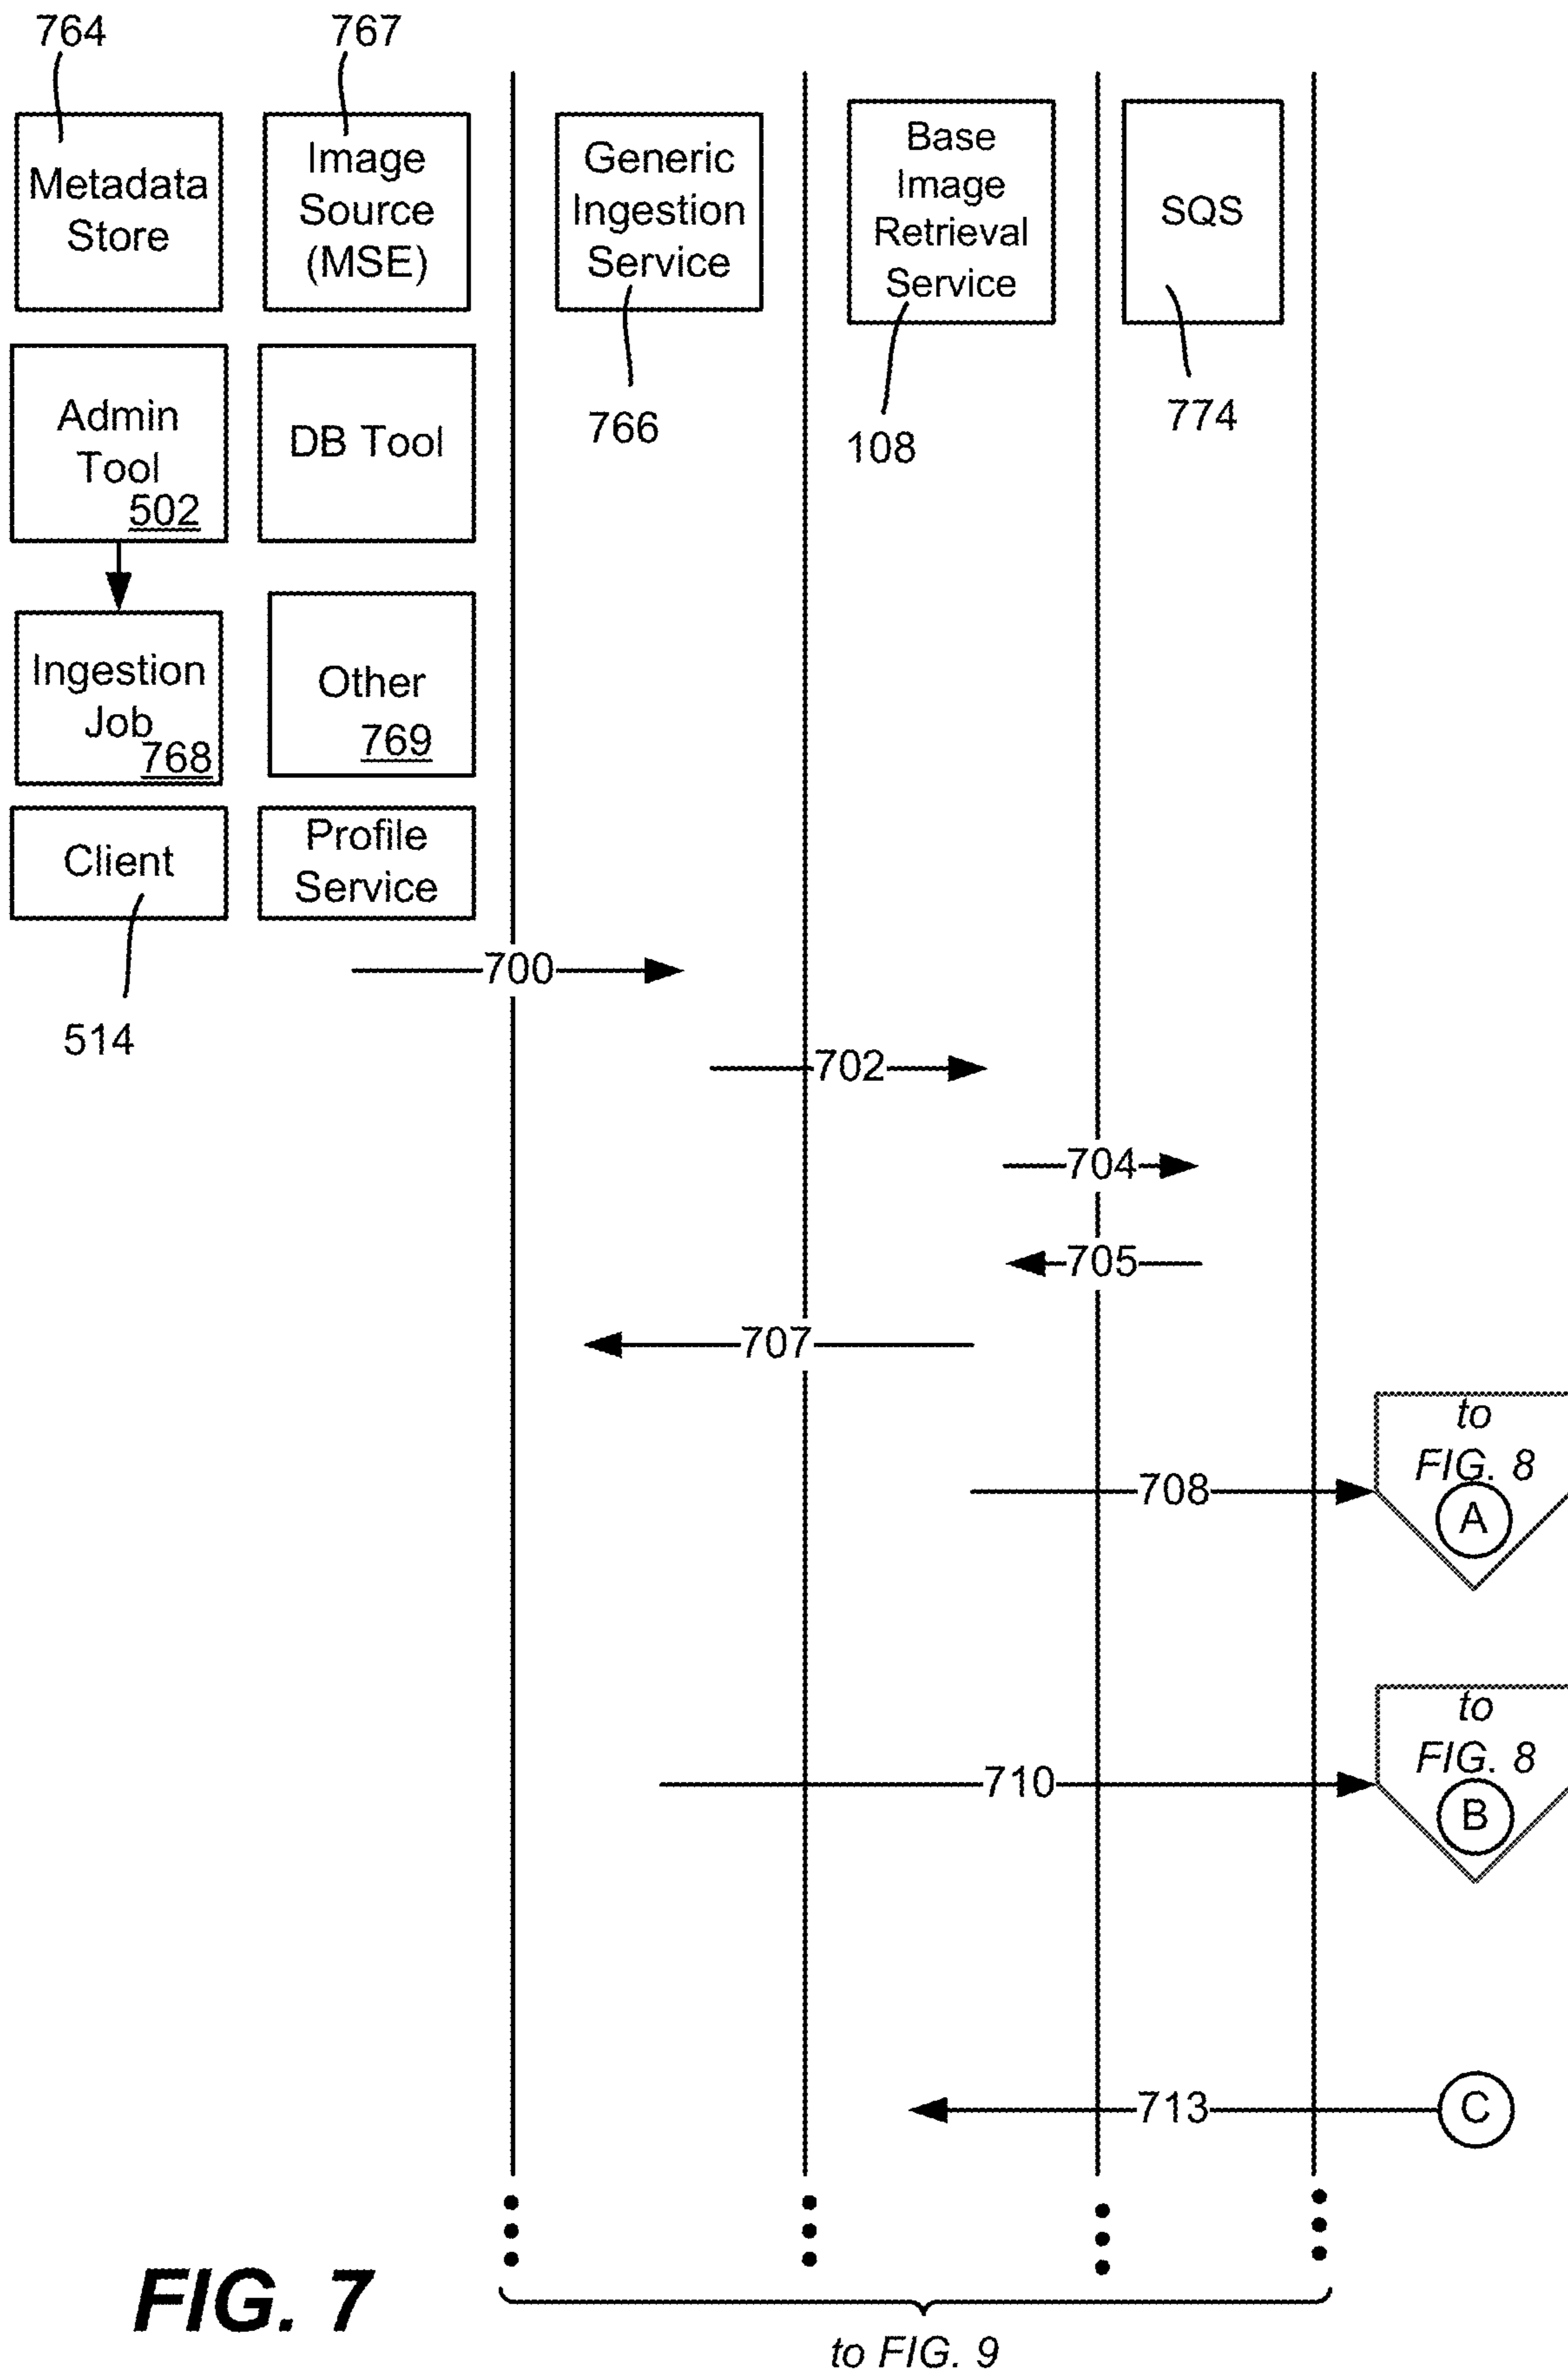 764
767
Metadata
Store
Image
Source
(MSE)
Generic
Ingestion
Service
766
Base
Image
Retrieval
Service
108
SQS
774
Admin
Tool
502
DB Tool
Ingestion
Job
768
Other
769
Client
514
Profile
Service
700
702
704
705
707
708
to
FIG. 8
A
710
to
FIG. 8
B
713
C
FIG. 7
to FIG. 9